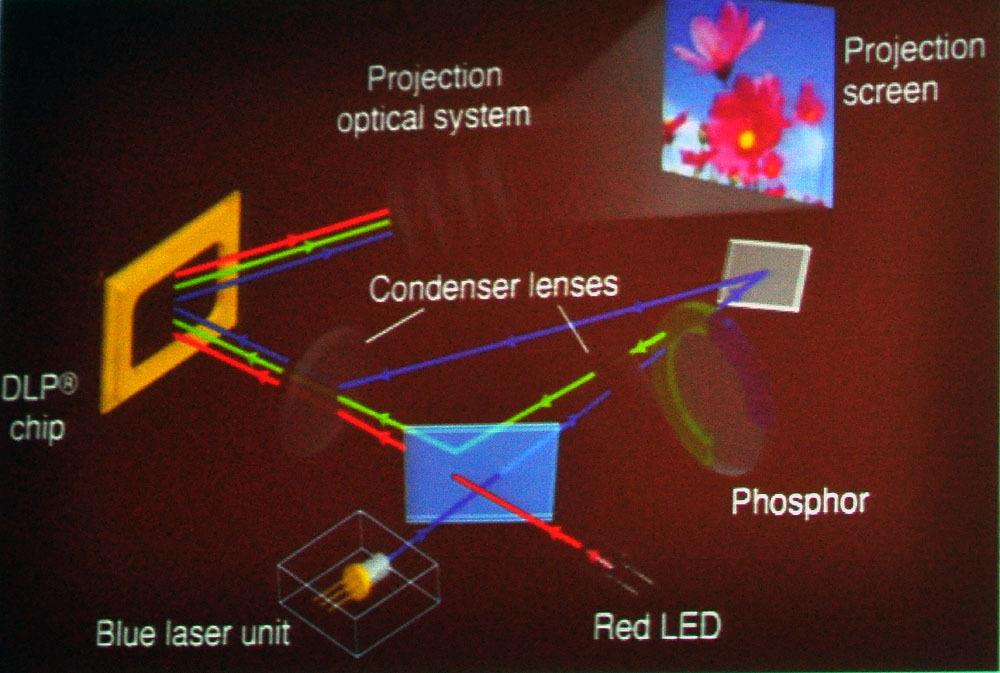 Projection
optical system
Projection
screen
Condenser lenses
DLP®
chip
Phosphor
Blue laser unit
Red LED